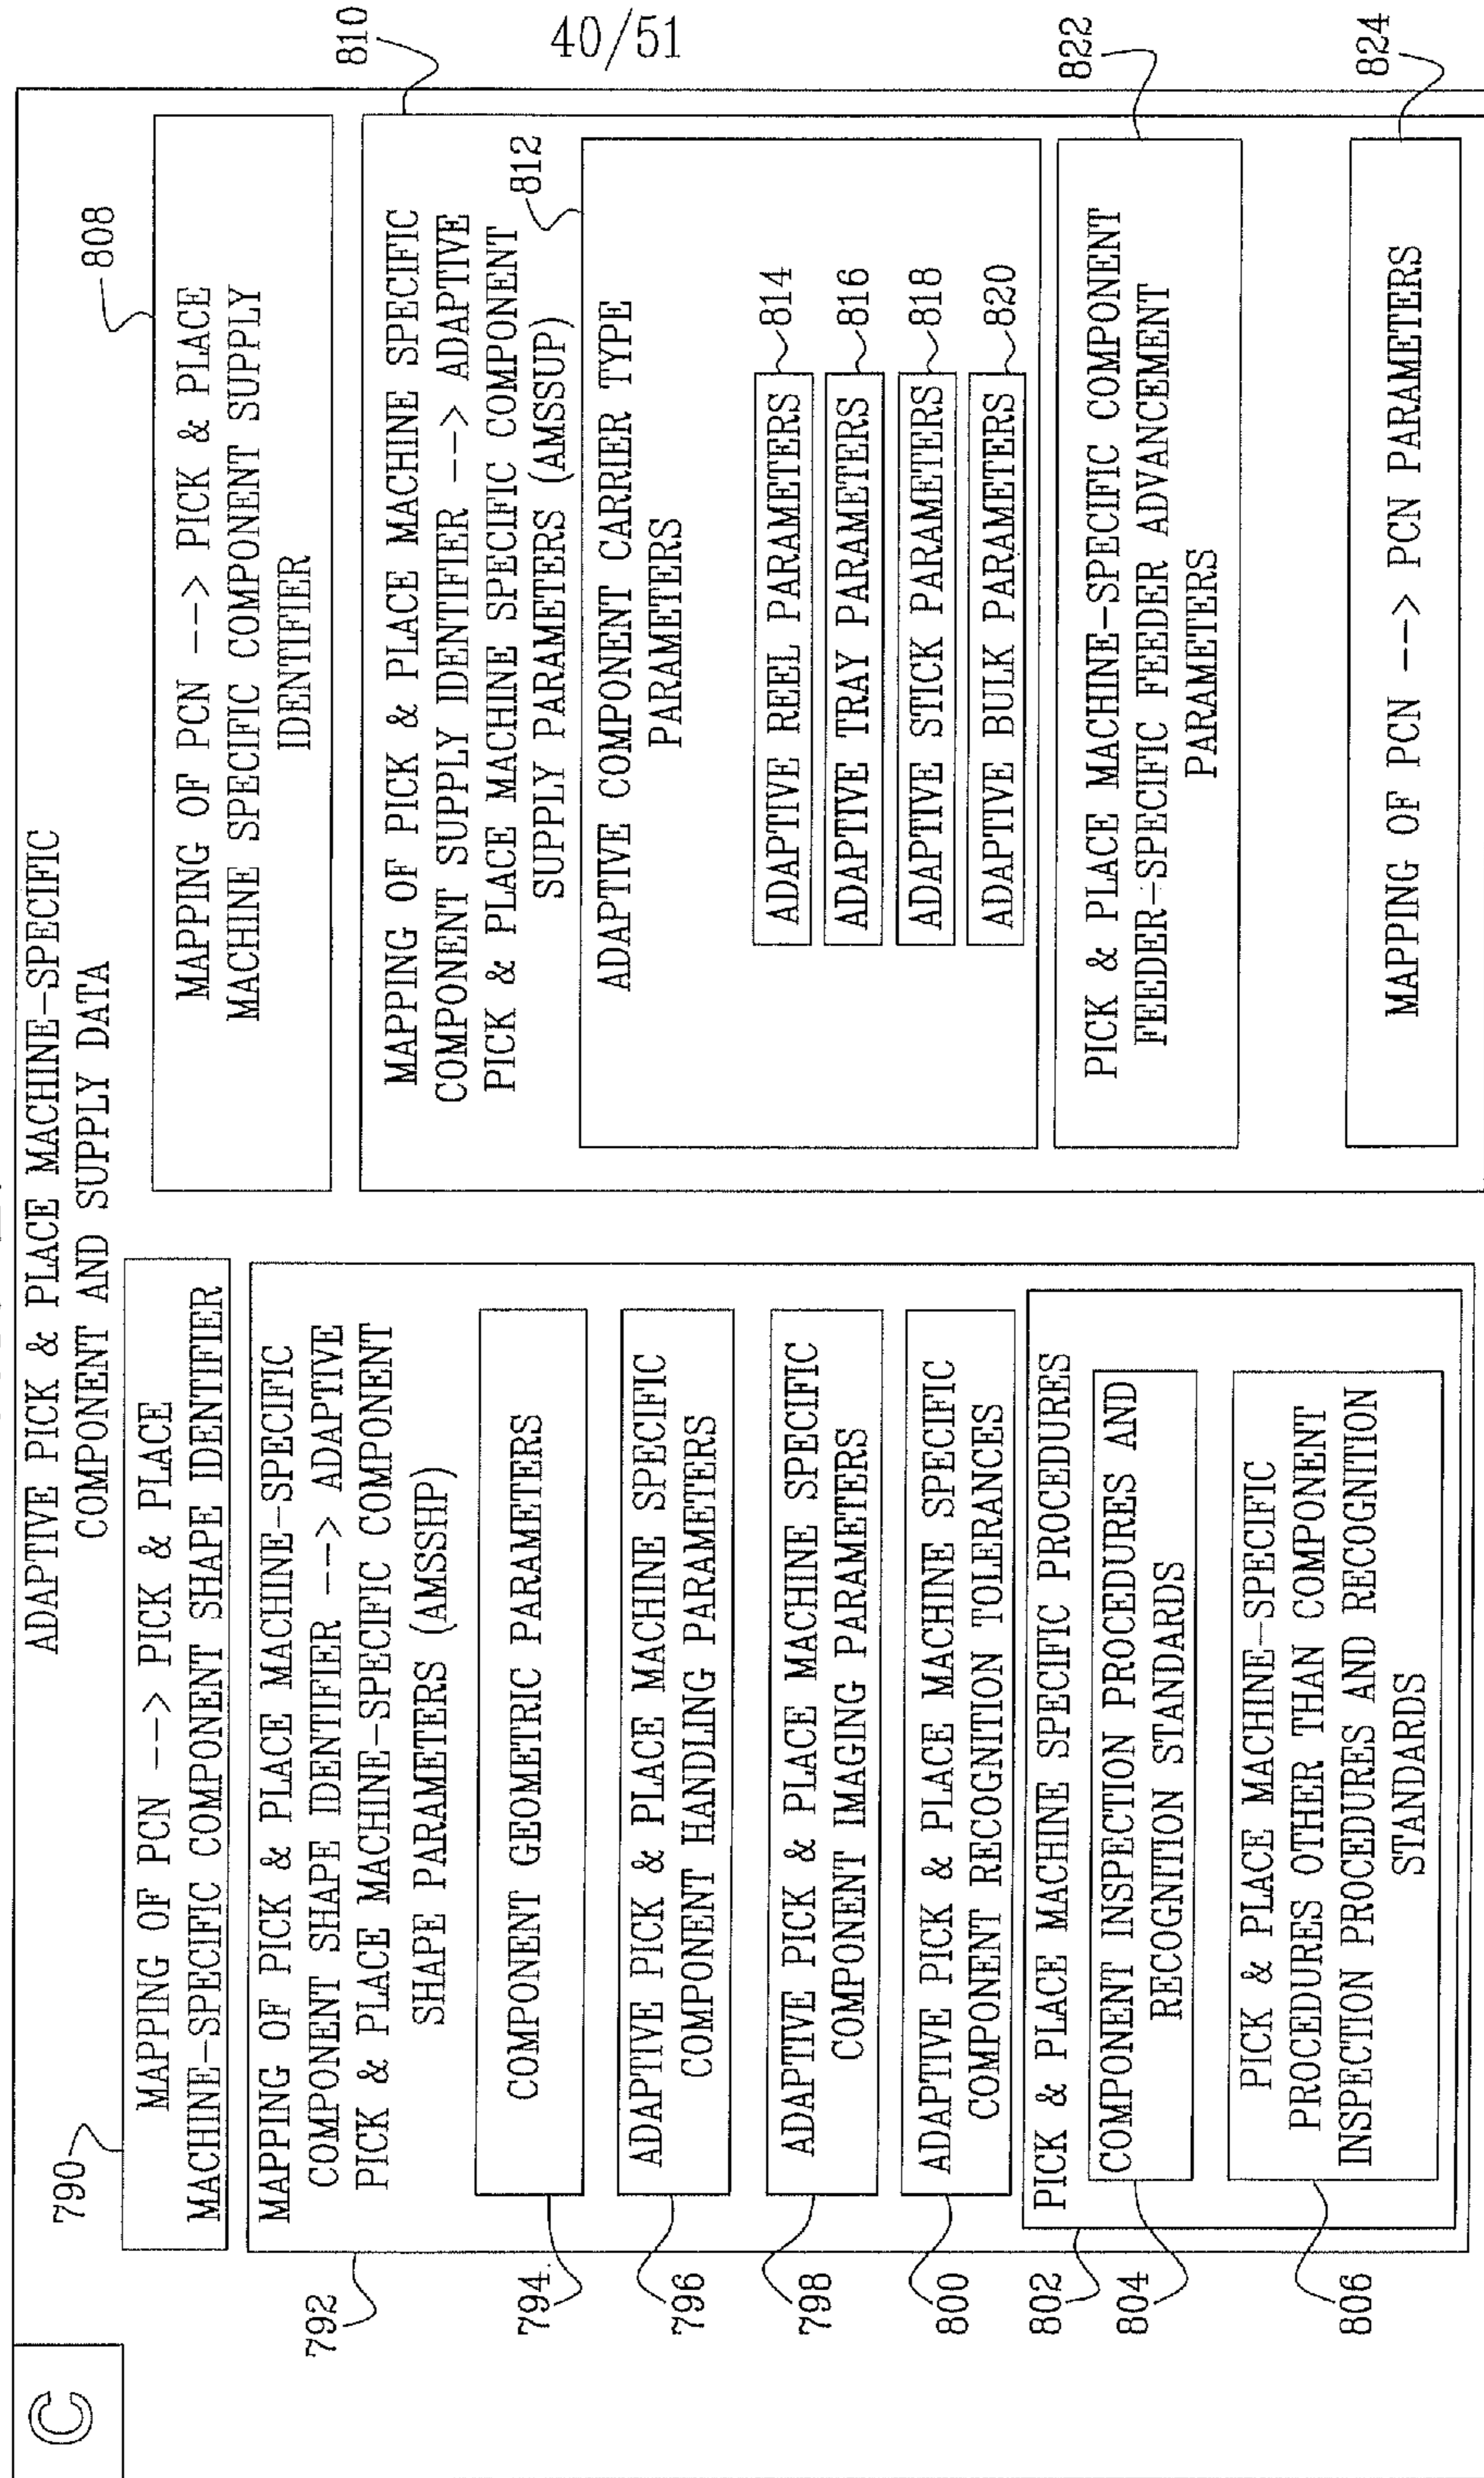 40/51
C
ADAPTIVE PICK & PLACE MACHINE-SPECIFIC
COMPONENT AND SUPPLY DATA
790
MAPPING OF PCN --> PICK & PLACE
MACHINE-SPECIFIC COMPONENT SHAPE IDENTIFIER
792
MAPPING OF PICK & PLACE MACHINE-SPECIFIC
COMPONENT SHAPE IDENTIFIER --> ADAPTIVE
PICK & PLACE MACHINE-SPECIFIC COMPONENT
SHAPE PARAMETERS (AMSSHP)
794
COMPONENT GEOMETRIC PARAMETERS
796
ADAPTIVE PICK & PLACE MACHINE SPECIFIC
COMPONENT HANDLING PARAMETERS
798
ADAPTIVE PICK & PLACE MACHINE SPECIFIC
COMPONENT IMAGING PARAMETERS
800
ADAPTIVE PICK & PLACE MACHINE SPECIFIC
COMPONENT RECOGNITION TOLERANCES
802
PICK & PLACE MACHINE SPECIFIC PROCEDURES
804
COMPONENT INSPECTION PROCEDURES AND
RECOGNITION STANDARDS
806
PICK & PLACE MACHINE-SPECIFIC
PROCEDURES OTHER THAN COMPONENT
INSPECTION PROCEDURES AND RECOGNITION
STANDARDS
808
MAPPING OF PCN --> PICK & PLACE
MACHINE SPECIFIC COMPONENT SUPPLY
IDENTIFIER
810
MAPPING OF PICK & PLACE MACHINE SPECIFIC
COMPONENT SUPPLY IDENTIFIER --> ADAPTIVE
PICK & PLACE MACHINE SPECIFIC COMPONENT
SUPPLY PARAMETERS (AMSSUP)
812
ADAPTIVE COMPONENT CARRIER TYPE
PARAMETERS
ADAPTIVE REEL PARAMETERS 814
ADAPTIVE TRAY PARAMETERS 816
ADAPTIVE STICK PARAMETERS 818
ADAPTIVE BULK PARAMETERS 820
822
PICK & PLACE MACHINE-SPECIFIC COMPONENT
FEEDER-SPECIFIC FEEDER ADVANCEMENT
PARAMETERS
824
MAPPING OF PCN --> PCN PARAMETERS